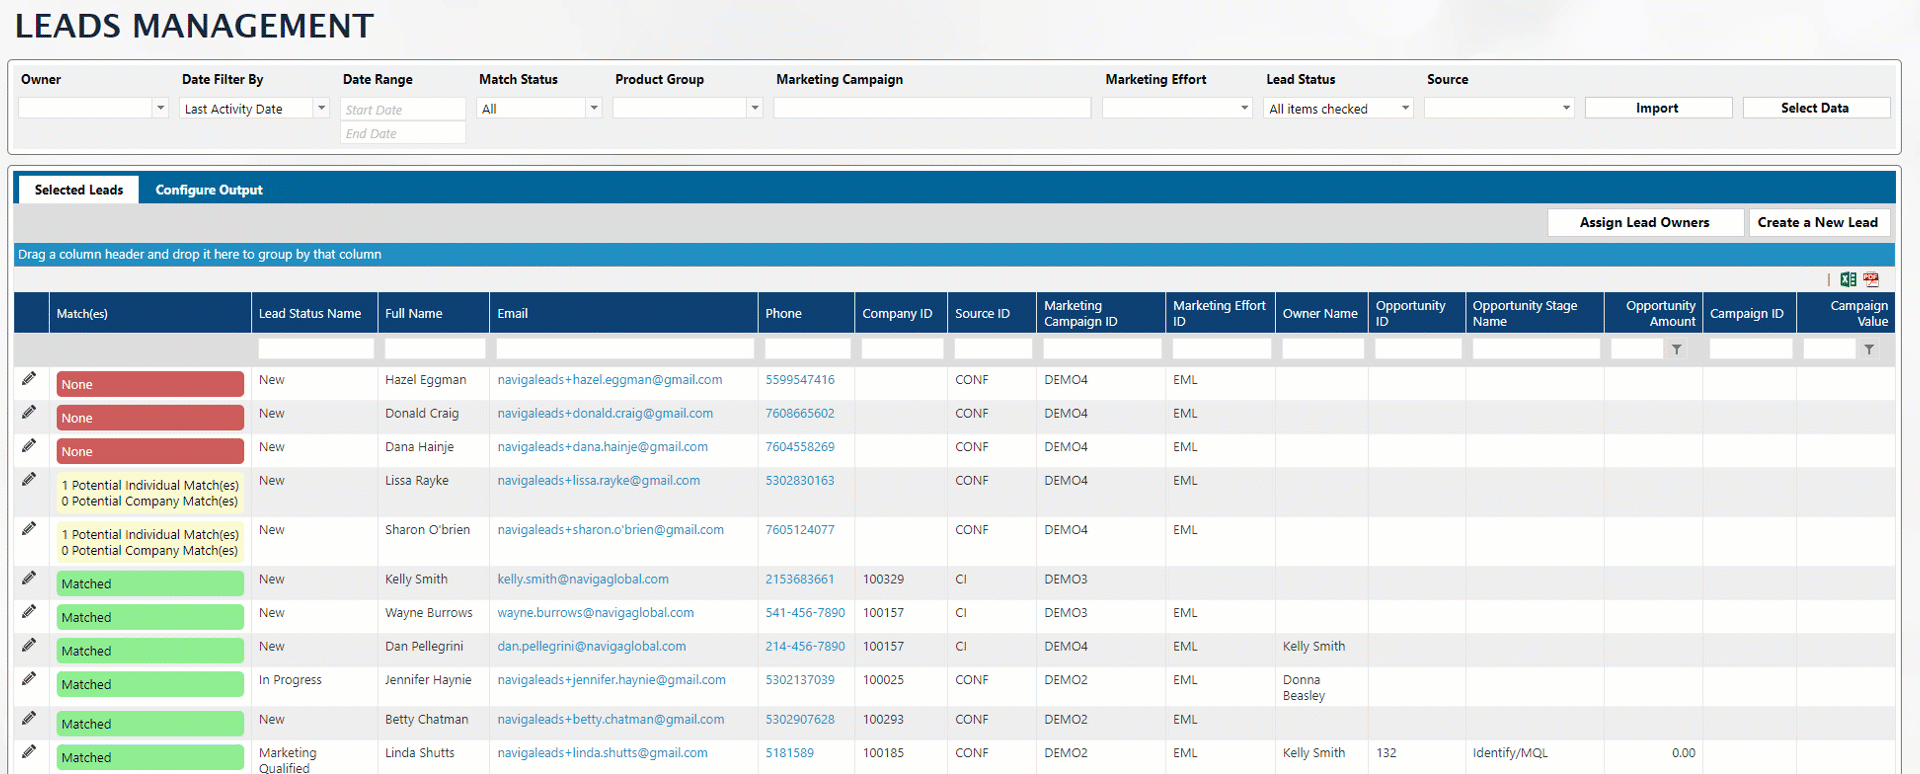 LEADS MANAGEMENT
Owner Date Filter By Date Range Match Status Product Group Marketing Campaign Marketing Effort Lead Status Source
Last Activity Date Start Date All All items checked Import Select Data
End Date
Selected Leads Configure Output
Assign Lead Owners Create a New Lead
Drag a column header and drop it here to group by that column
Match(es) Lead Status Name Full Name Email Phone Company ID Source ID Marketing Campaign ID Marketing Effort ID Owner Name Opportunity ID Opportunity Stage Name Opportunity Amount Campaign ID Campaign Value
None New Hazel Eggman navigaleads+hazel.eggman@gmail.com 5599547416 CONF DEMO4 EML
None New Donald Craig navigaleads+donald.craig@gmail.com 7608665602 CONF DEMO4 EML
None New Dana Hainje navigaleads+dana.hainje@gmail.com 7604558269 CONF DEMO4 EML
1 Potential Individual Match(es) New Lissa Rayke navigaleads+lissa.rayke@gmail.com 5302830163 CONF DEMO4 EML
0 Potential Company Match(es)
1 Potential Individual Match(es) New Sharon O'brien navigaleads+sharon.o'brien@gmail.com 7605124077 CONF DEMO4 EML
0 Potential Company Match(es)
Matched New Kelly Smith kelly.smith@navigaglobal.com 2153683661 100329 CI DEMO3
Matched New Wayne Burrows wayne.burrows@navigaglobal.com 541-456-7890 100157 CI DEMO3 EML
Matched New Dan Pellegrini dan.pellegrini@navigaglobal.com 214-456-7890 100157 CI DEMO4 EML Kelly Smith
Matched In Progress Jennifer Haynie navigaleads+jennifer.haynie@gmail.com 5302137039 100025 CONF DEMO2 EML Donna
Beasley
Matched New Betty Chatman navigaleads+betty.chatman@gmail.com 5302907628 100293 CONF DEMO2 EML
Matched Marketing Linda Shutts navigaleads+linda.shutts@gmail.com 5181589 100185 CONF DEMO2 EML Kelly Smith 132 Identify/MQL 0.00
Qualified